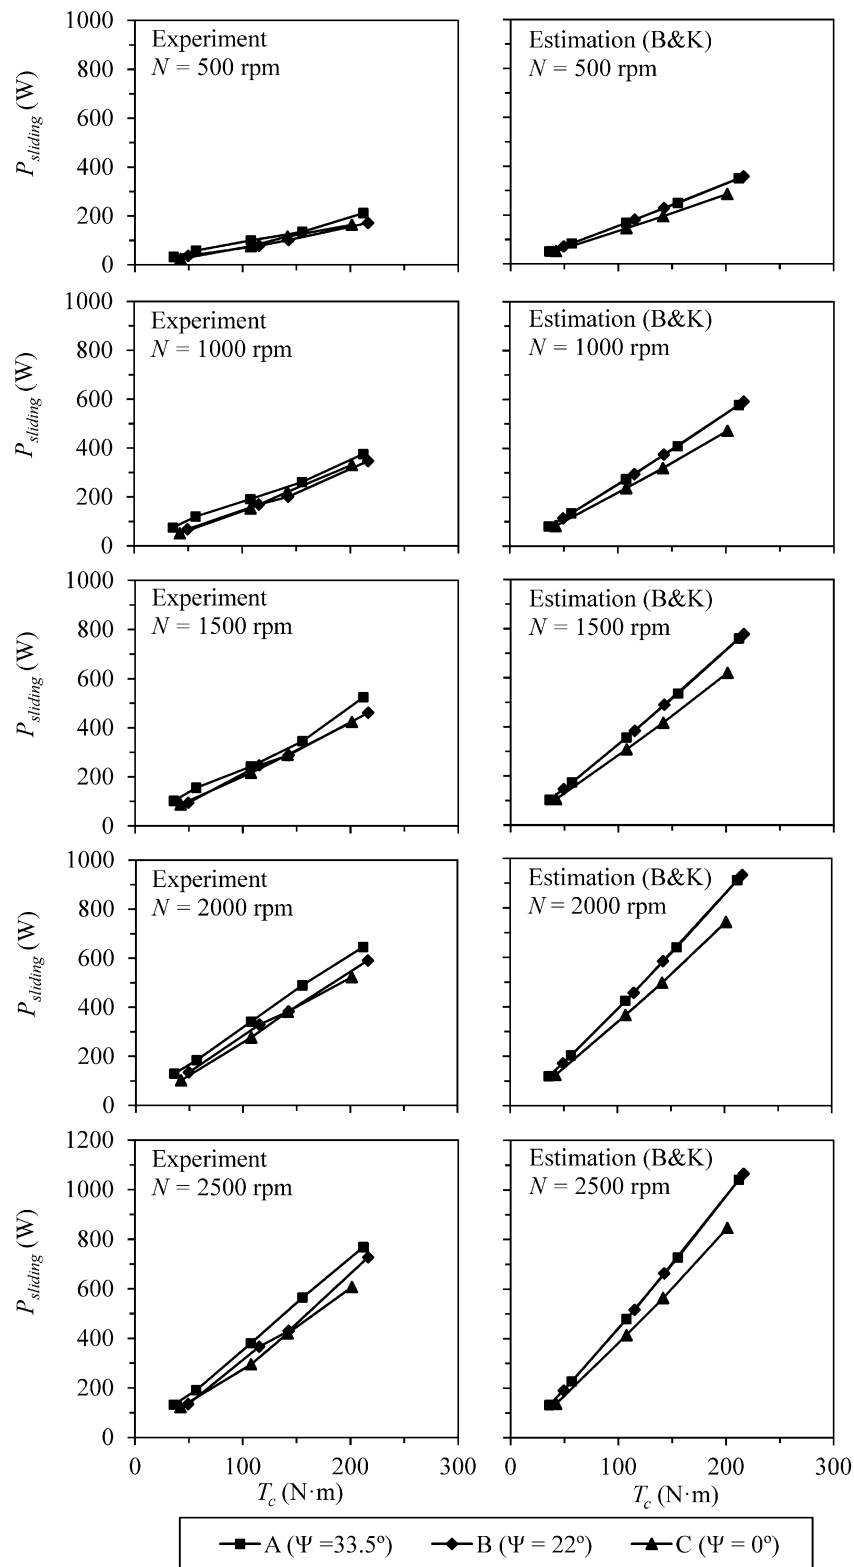 Experiment
N = 500 rpm
Estimation (B&K)
N = 500 rpm
P_sliding (W)
1000
800
600
400
200
0
Experiment
N = 1000 rpm
Estimation (B&K)
N = 1000 rpm
P_sliding (W)
1000
800
600
400
200
0
Experiment
N = 1500 rpm
Estimation (B&K)
N = 1500 rpm
P_sliding (W)
1000
800
600
400
200
0
Experiment
N = 2000 rpm
Estimation (B&K)
N = 2000 rpm
P_sliding (W)
1000
800
600
400
200
0
Experiment
N = 2500 rpm
Estimation (B&K)
N = 2500 rpm
P_sliding (W)
1200
1000
800
600
400
200
0
0 100 200 300
0 100 200 300
T_c (N·m)
T_c (N·m)
A (Ψ =33.5º) B (Ψ = 22º) C (Ψ = 0º)